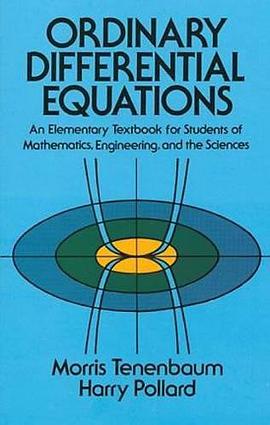 ORDINARY
DIFFERENTIAL
EQUATIONS
An Elementary Textbook for Students of
Mathematics, Engineering, and the Sciences
Morris Tenenbaum
Harry Pollard